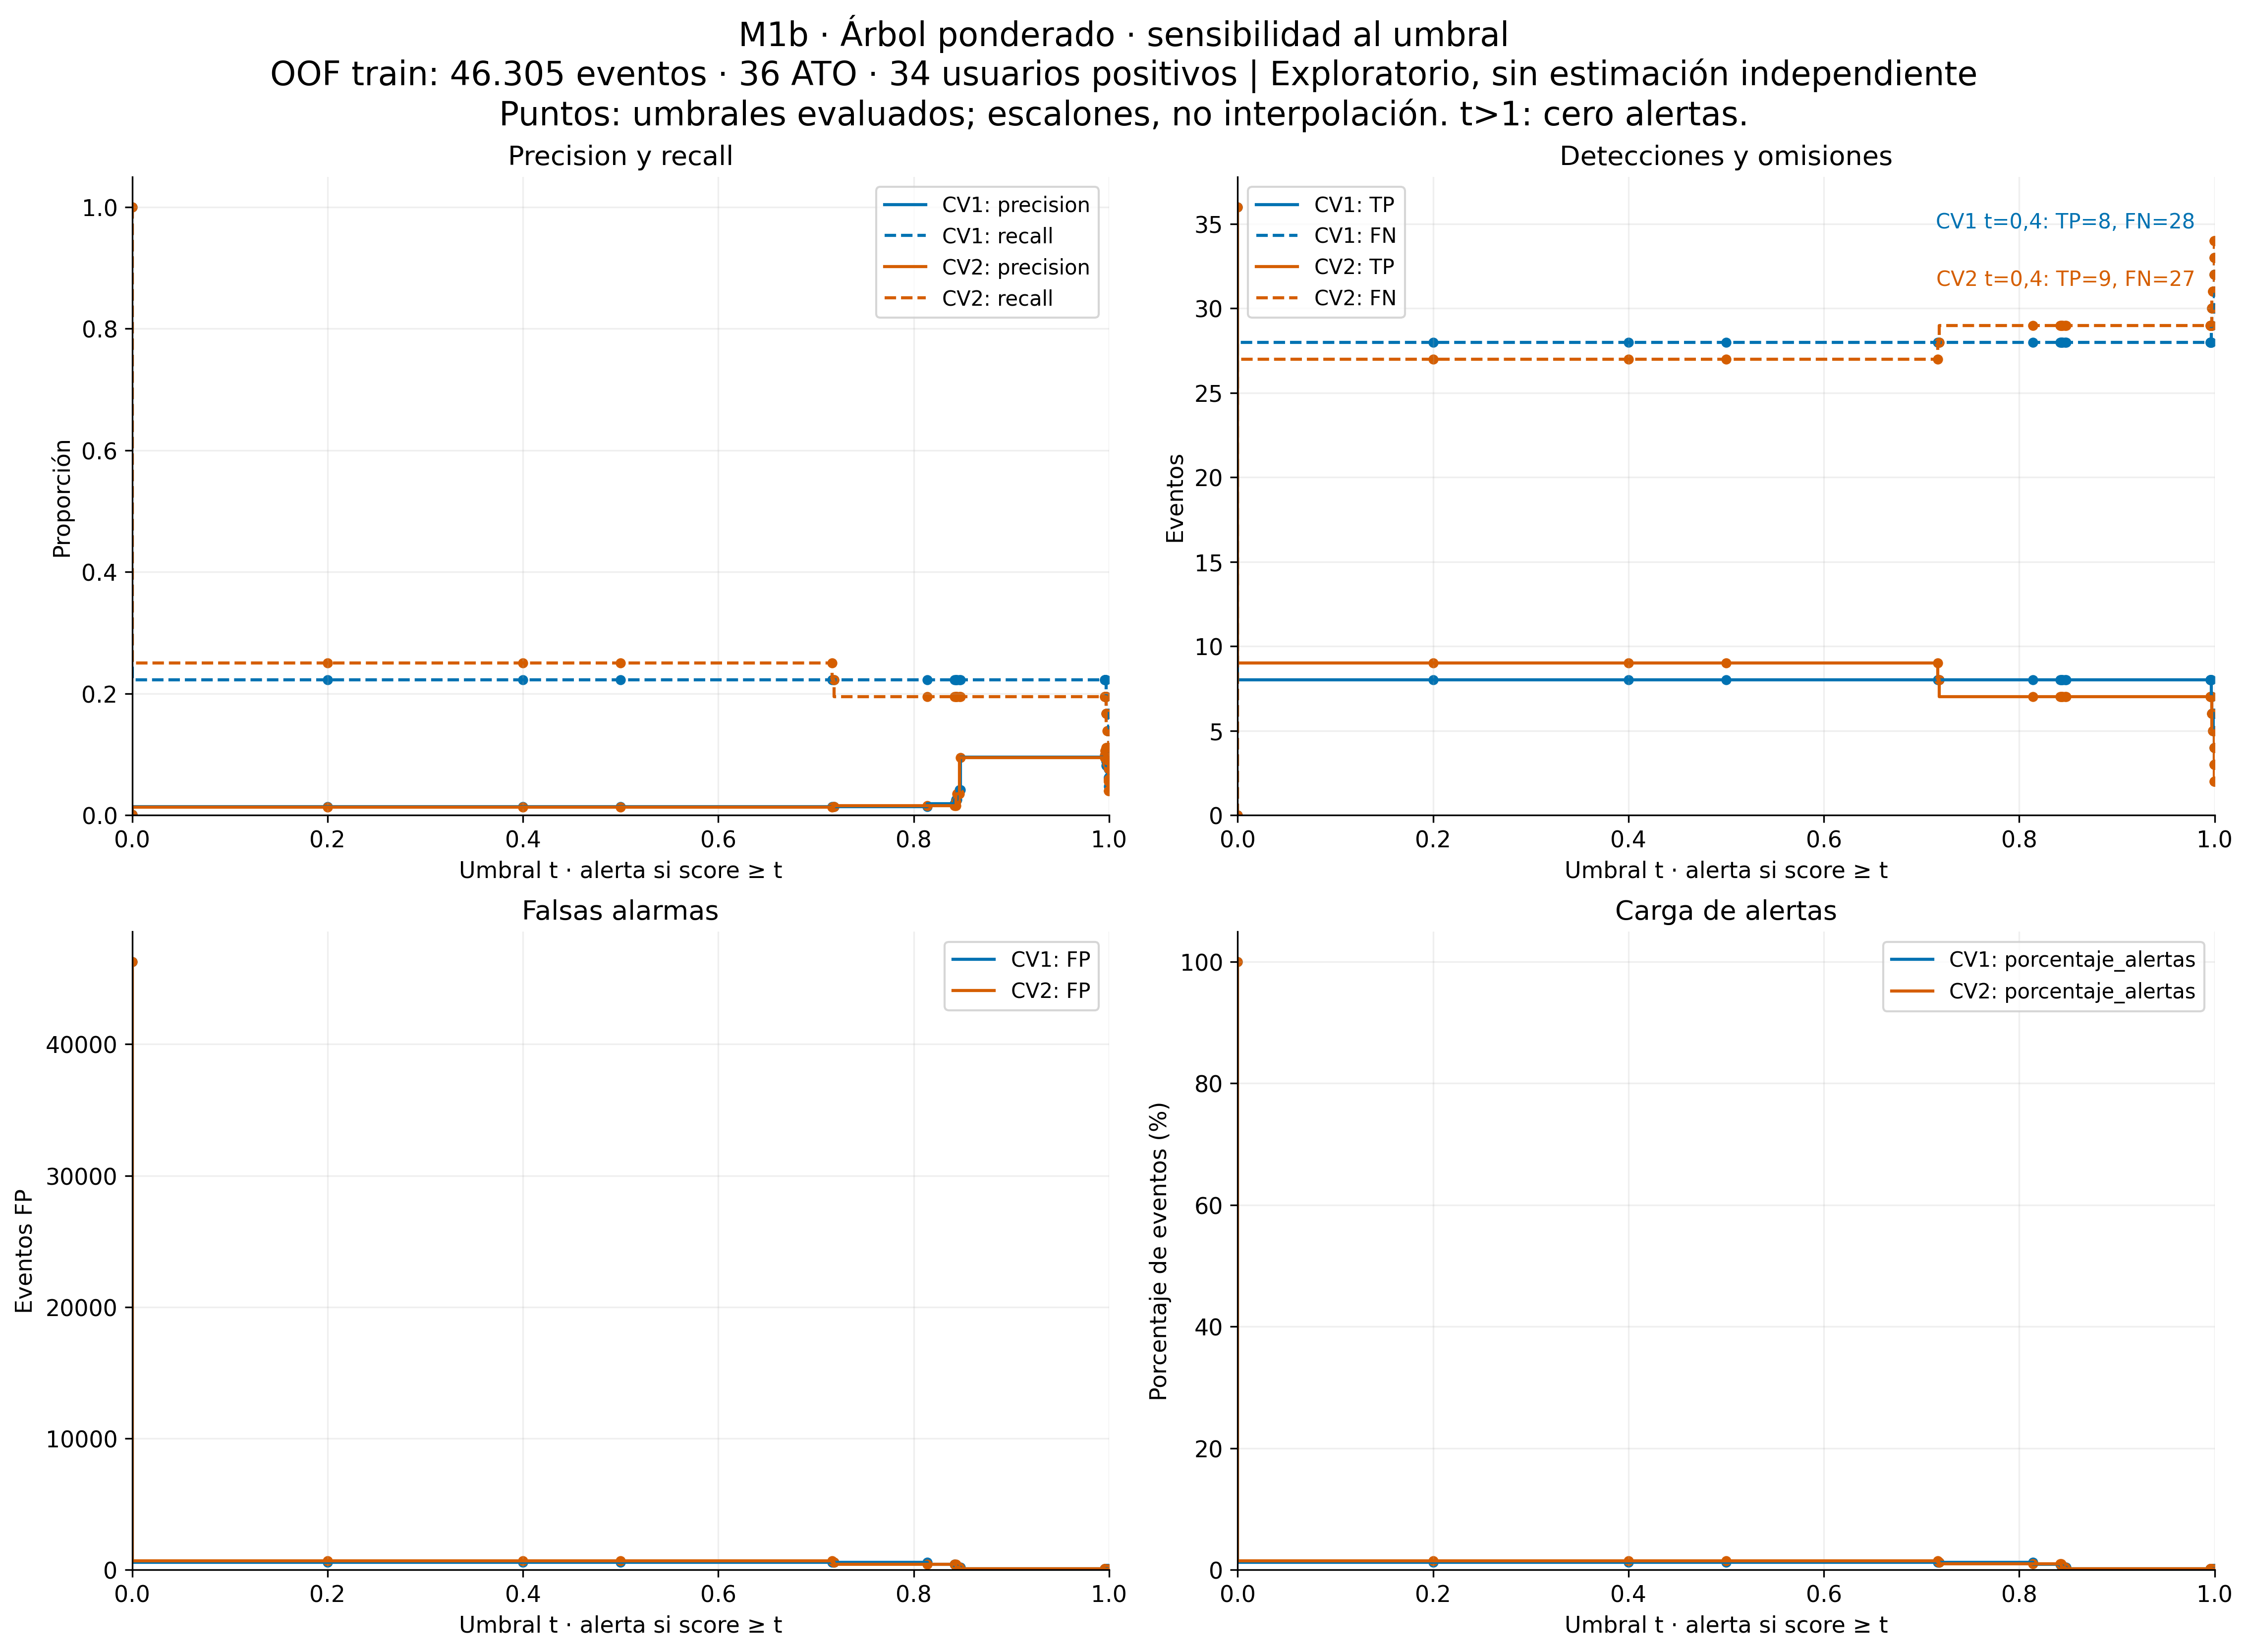 M1b · Árbol ponderado · sensibilidad al umbral
OOF train: 46.305 eventos · 36 ATO · 34 usuarios positivos | Exploratorio, sin estimación independiente
Puntos: umbrales evaluados; escalones, no interpolación. t>1: cero alertas.
Precision y recall
1.0
0.8
0.6
0.4
0.2
0.0
Proporción
CV1: precision
CV1: recall
CV2: precision
CV2: recall
0.0 0.2 0.4 0.6 0.8 1.0
Umbral t · alerta si score ≥ t
Detecciones y omisiones
35
30
25
20
15
10
5
0
Eventos
CV1: TP
CV1: FN
CV2: TP
CV2: FN
CV1 t=0,4: TP=8, FN=28
CV2 t=0,4: TP=9, FN=27
0.0 0.2 0.4 0.6 0.8 1.0
Umbral t · alerta si score ≥ t
Falsas alarmas
40000
30000
20000
10000
0
Eventos FP
CV1: FP
CV2: FP
0.0 0.2 0.4 0.6 0.8 1.0
Umbral t · alerta si score ≥ t
Carga de alertas
100
80
60
40
20
0
Porcentaje de eventos (%)
CV1: porcentaje_alertas
CV2: porcentaje_alertas
0.0 0.2 0.4 0.6 0.8 1.0
Umbral t · alerta si score ≥ t